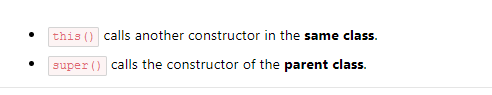 • this() calls another constructor in the same class.
• super() calls the constructor of the parent class.